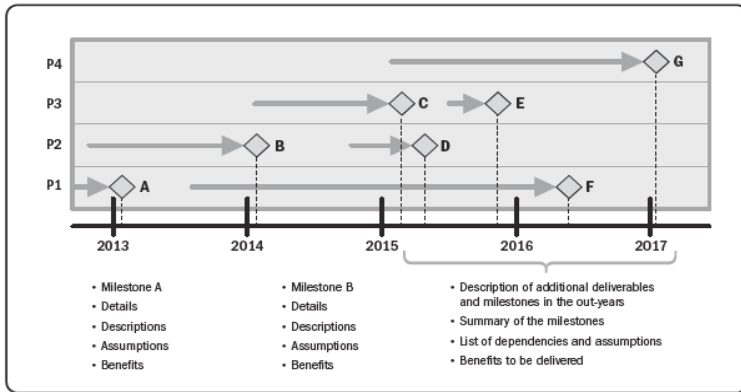 P4
G
P3
C
E
P2
B
D
P1
A
F
2013
2014
2015
2016
2017
• Milestone A
• Details
• Descriptions
• Assumptions
• Benefits
• Milestone B
• Details
• Descriptions
• Assumptions
• Benefits
• Description of additional deliverables
and milestones in the out-years
• Summary of the milestones
• List of dependencies and assumptions
• Benefits to be delivered